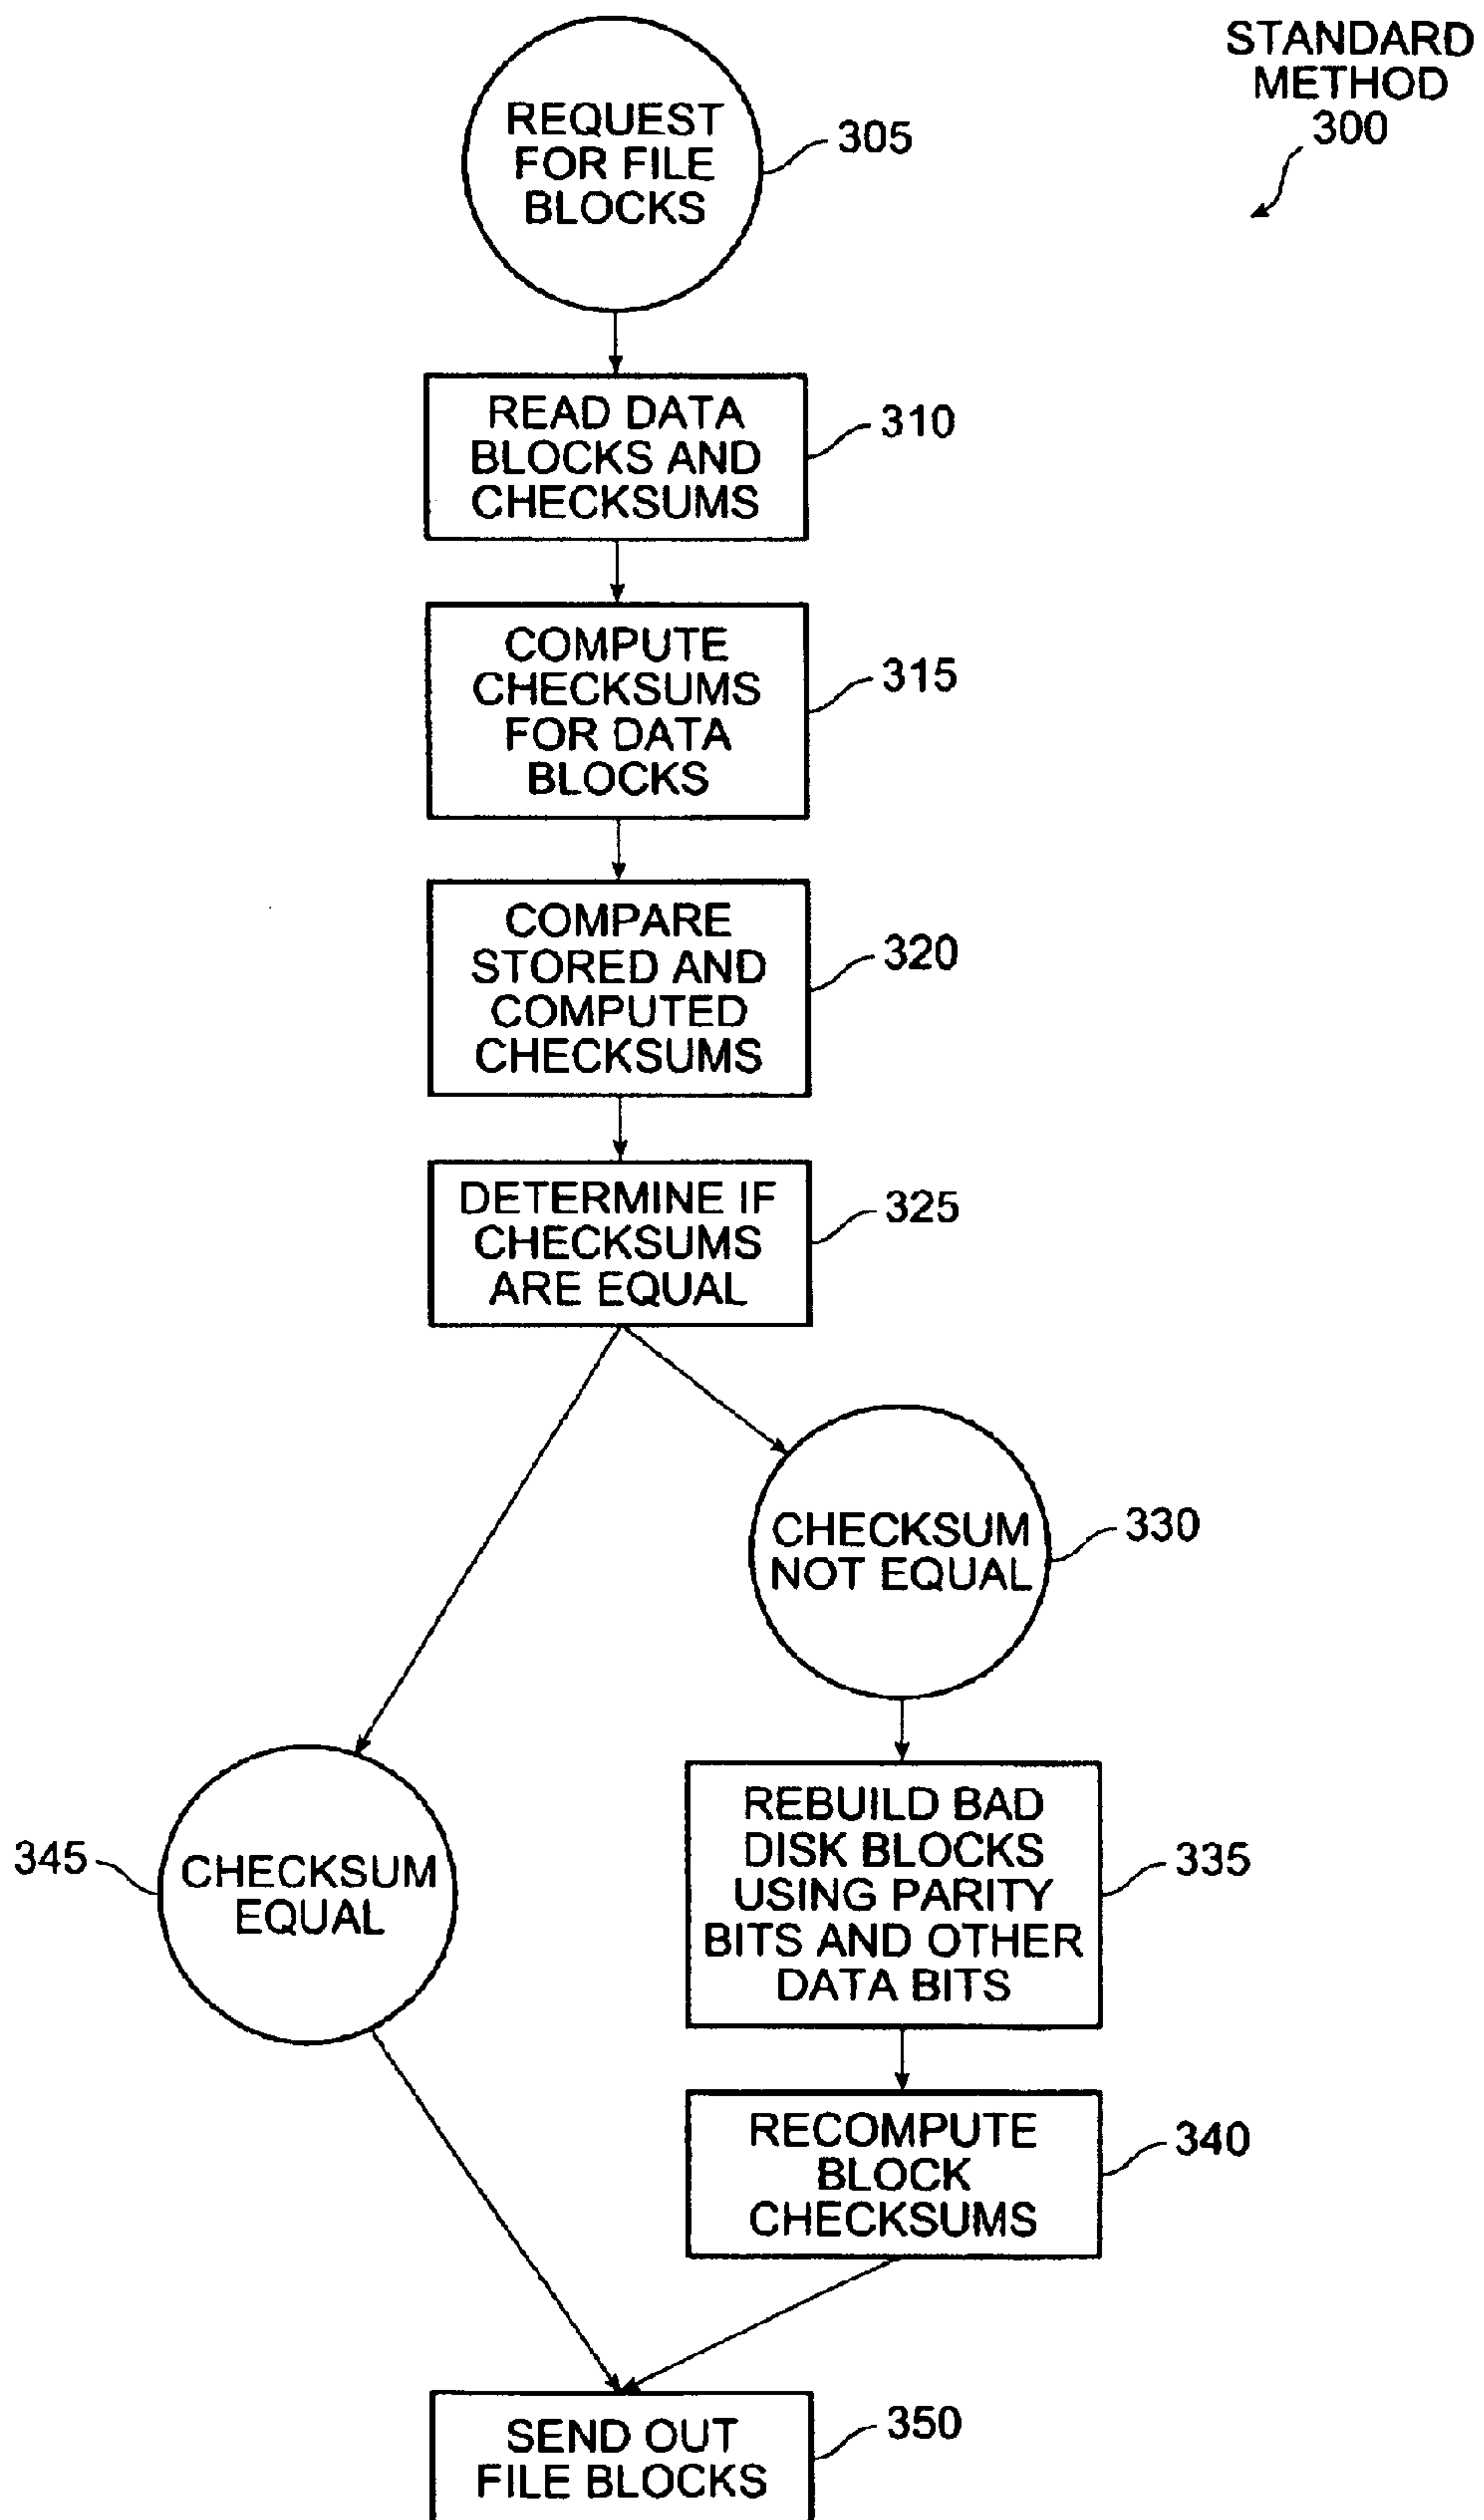 STANDARD
METHOD
300
REQUEST
FOR FILE
BLOCKS
305
READ DATA
BLOCKS AND
CHECKSUMS
310
COMPUTE
CHECKSUMS
FOR DATA
BLOCKS
315
COMPARE
STORED AND
COMPUTED
CHECKSUMS
320
DETERMINE IF
CHECKSUMS
ARE EQUAL
325
CHECKSUM
NOT EQUAL
330
345
CHECKSUM
EQUAL
REBUILD BAD
DISK BLOCKS
USING PARITY
BITS AND OTHER
DATA BITS
335
RECOMPUTE
BLOCK
CHECKSUMS
340
SEND OUT
FILE BLOCKS
350